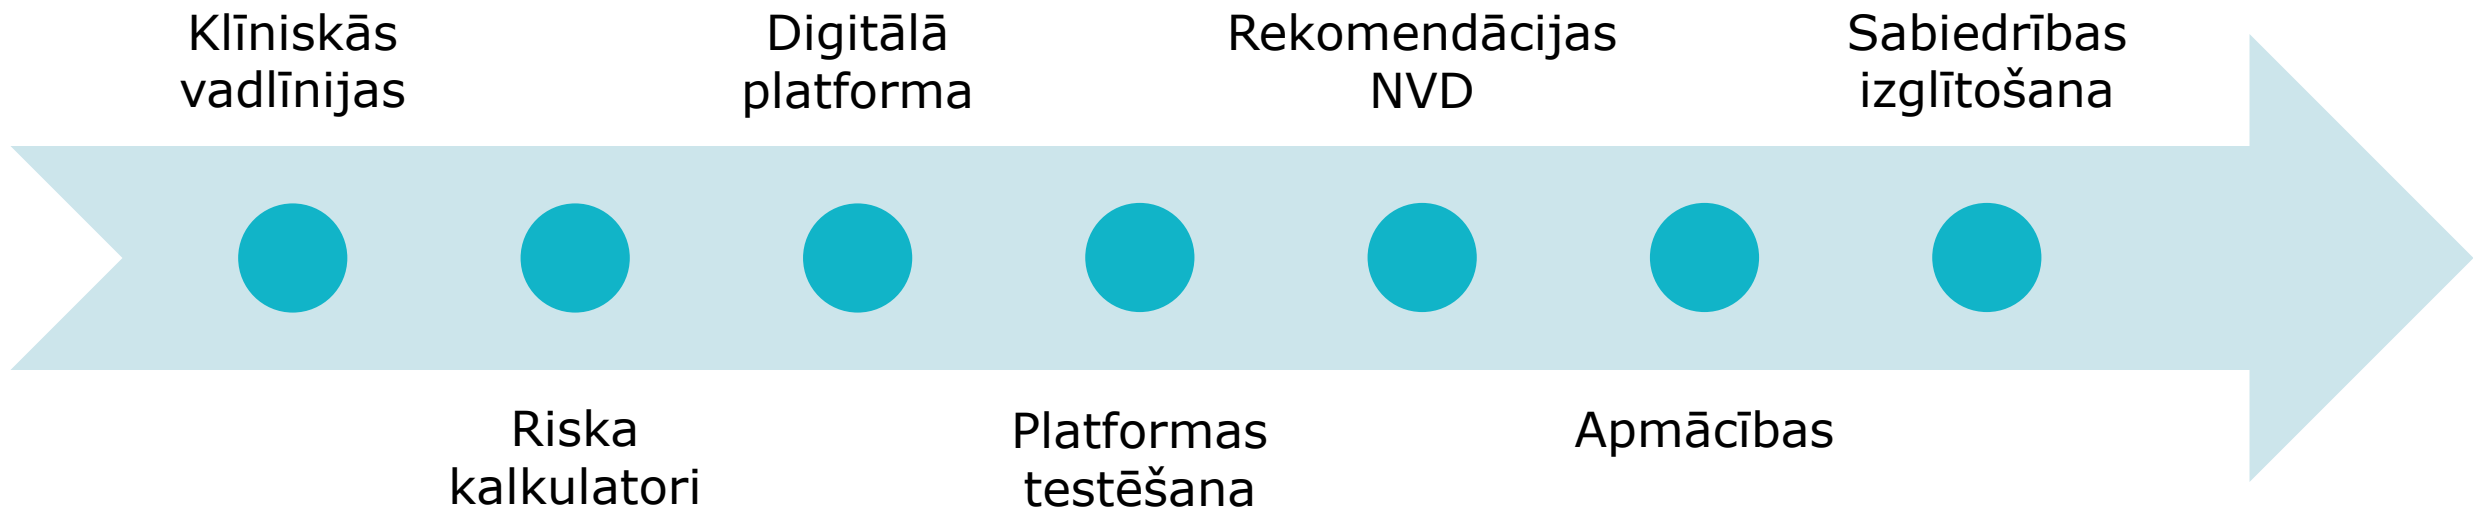 Klīniskās
vadlīnijas
Riska
kalkulatori
Digitālā
platforma
Platformas
testēšana
Rekomendācijas
NVD
Apmācības
Sabiedrības
izglītošana